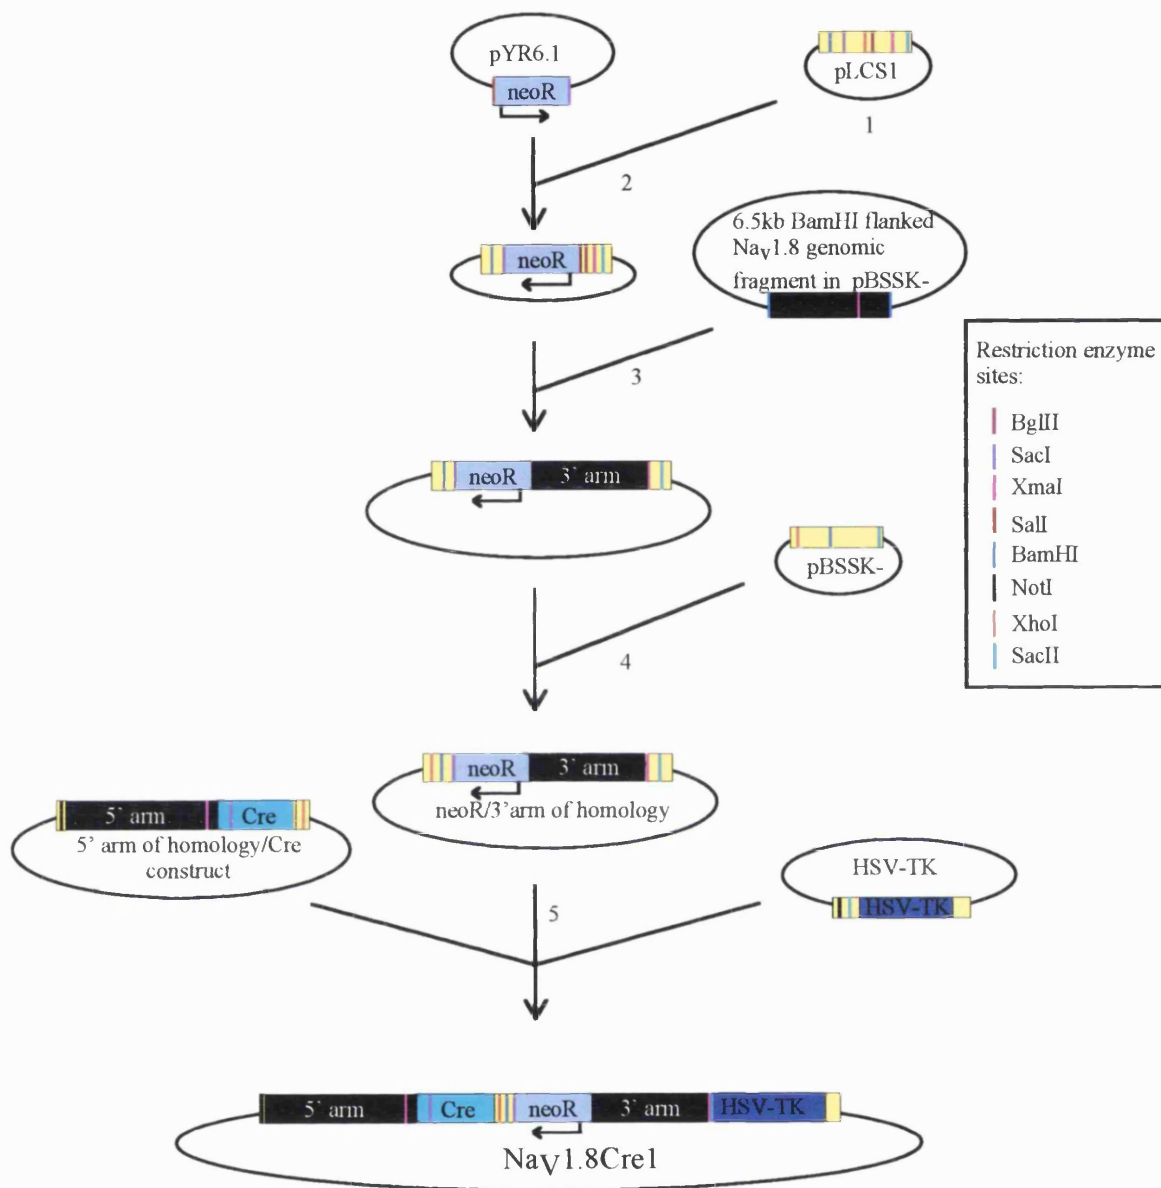 pYR6.1
neoR
pLCS1
1
2
neoR
6.5kb BamHI flanked
Nav1.8 genomic
fragment in pBSSK-
3
Restriction enzyme
sites:
BglII
SacI
XmaI
SalI
BamHI
NotI
XhoI
SacII
neoR 3' arm
pBSSK-
4
neoR 3' arm
neoR/3'arm of homology
5' arm Cre
5' arm of homology/Cre
construct
HSV-TK
HSV-TK
5
5' arm Cre neoR 3' arm HSV-TK
NaV1.8Cre1